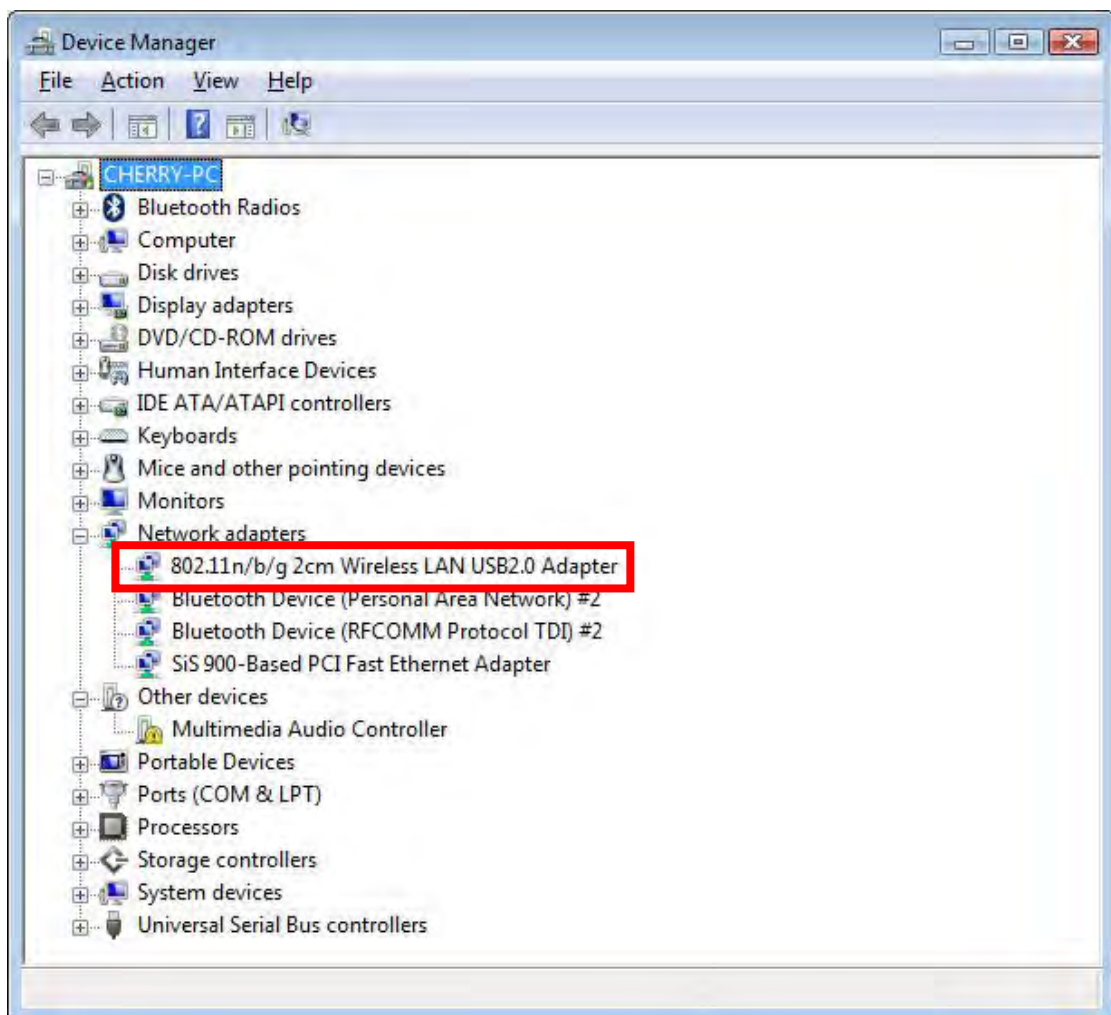 Device Manager
File Action View Help
CHERRY-PC
Bluetooth Radios
Computer
Disk drives
Display adapters
DVD/CD-ROM drives
Human Interface Devices
IDE ATA/ATAPI controllers
Keyboards
Mice and other pointing devices
Monitors
Network adapters
802.11n/b/g 2cm Wireless LAN USB2.0 Adapter
Bluetooth Device (Personal Area Network) #2
Bluetooth Device (RFCOMM Protocol TDI) #2
SiS 900-Based PCI Fast Ethernet Adapter
Other devices
Multimedia Audio Controller
Portable Devices
Ports (COM & LPT)
Processors
Storage controllers
System devices
Universal Serial Bus controllers